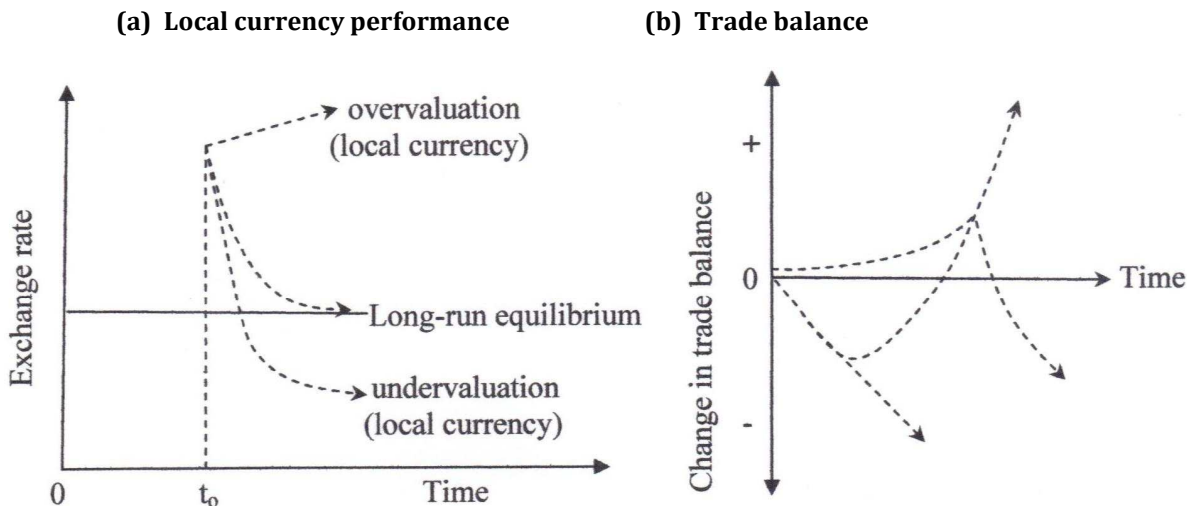 (a) Local currency performance
(b) Trade balance
Exchange rate
overvaluation
(local currency)
Long-run equilibrium
undervaluation
(local currency)
0
to
Time
Change in trade balance
+
0
-
Time